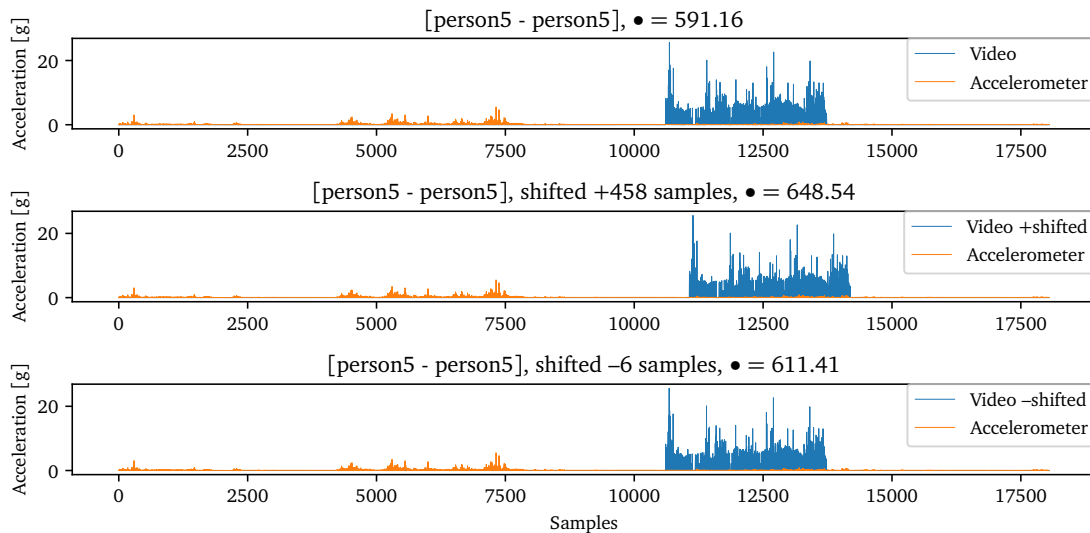 [person5 - person5], • = 591.16
Acceleration [g]
20
0
Video
Accelerometer
0 2500 5000 7500 10000 12500 15000 17500
[person5 - person5], shifted +458 samples, • = 648.54
Acceleration [g]
20
0
Video +shifted
Accelerometer
0 2500 5000 7500 10000 12500 15000 17500
[person5 - person5], shifted –6 samples, • = 611.41
Acceleration [g]
20
0
Video –shifted
Accelerometer
0 2500 5000 7500 10000 12500 15000 17500
Samples